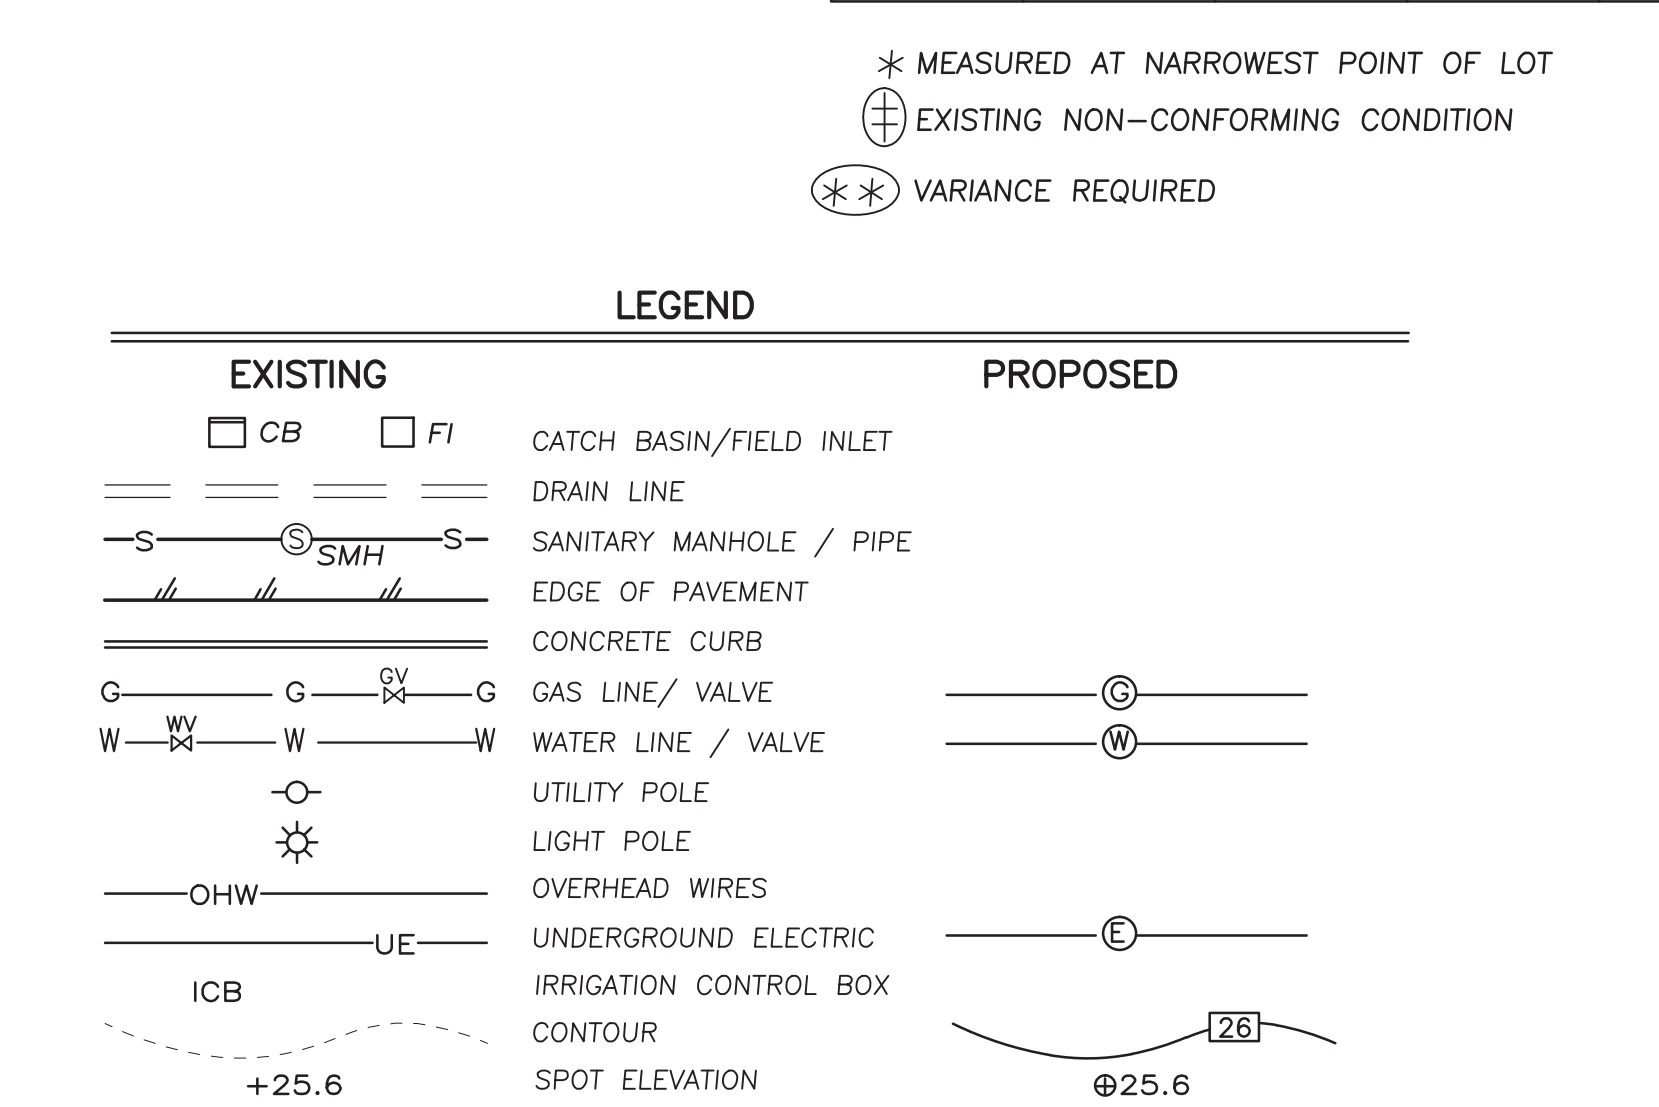 * MEASURED AT NARROWEST POINT OF LOT
‡ EXISTING NON-CONFORMING CONDITION
** VARIANCE REQUIRED
LEGEND
EXISTING PROPOSED
CB FI CATCH BASIN/FIELD INLET
DRAIN LINE
S S SMH S SANITARY MANHOLE / PIPE
EDGE OF PAVEMENT
CONCRETE CURB
G G GV G GAS LINE/ VALVE G
W WV W W WATER LINE / VALVE W
UTILITY POLE
LIGHT POLE
OHW OVERHEAD WIRES
UE UNDERGROUND ELECTRIC E
ICB IRRIGATION CONTROL BOX
CONTOUR 26
+25.6 SPOT ELEVATION ⊕25.6